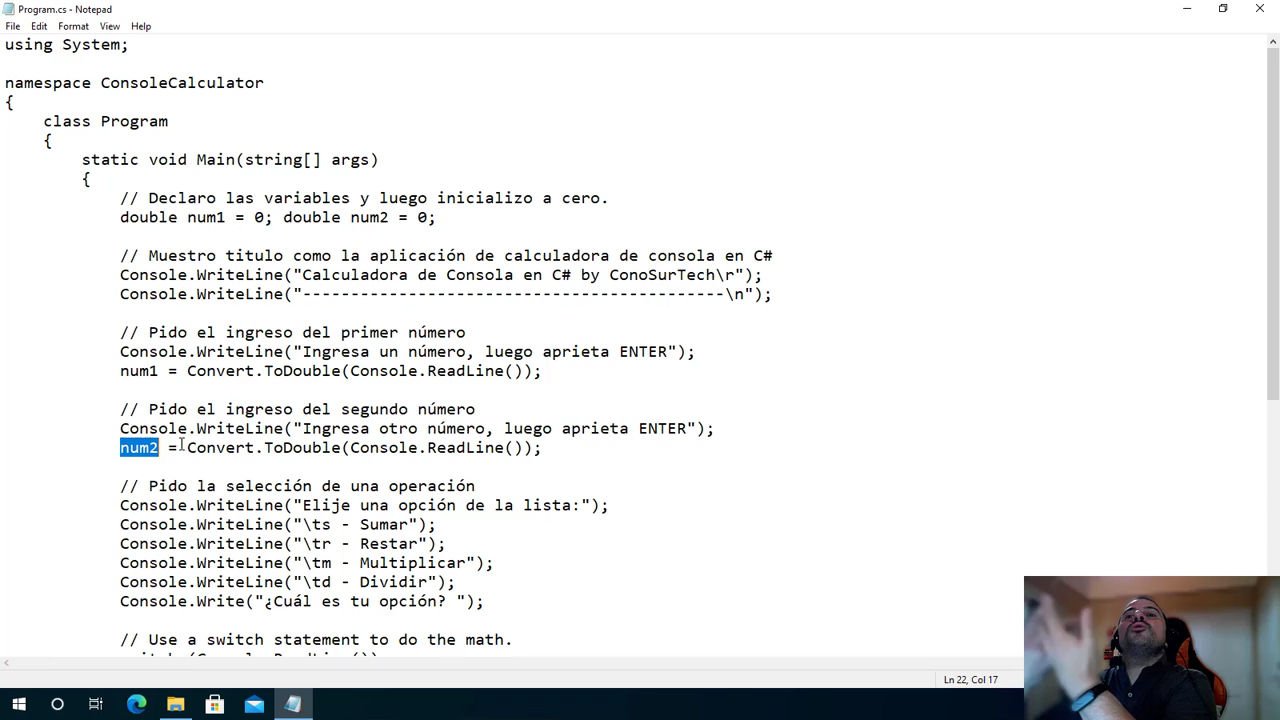 Program.cs - Notepad
File Edit Format View Help
using System;
namespace ConsoleCalculator
{
class Program
{
static void Main(string[] args)
{
// Declaro las variables y luego inicializo a cero.
double num1 = 0; double num2 = 0;
// Muestro titulo como la aplicación de calculadora de consola en C#
Console.WriteLine("Calculadora de Consola en C# by ConoSurTech\r");
Console.WriteLine("--------------------------------------------\n");
// Pido el ingreso del primer número
Console.WriteLine("Ingresa un número, luego aprieta ENTER");
num1 = Convert.ToDouble(Console.ReadLine());
// Pido el ingreso del segundo número
Console.WriteLine("Ingresa otro número, luego aprieta ENTER");
num2 = Convert.ToDouble(Console.ReadLine());
// Pido la selección de una operación
Console.WriteLine("Elije una opción de la lista:");
Console.WriteLine("\ts - Sumar");
Console.WriteLine("\tr - Restar");
Console.WriteLine("\tm - Multiplicar");
Console.WriteLine("\td - Dividir");
Console.Write("¿Cuál es tu opción? ");
// Use a switch statement to do the math.
Ln 22, Col 17